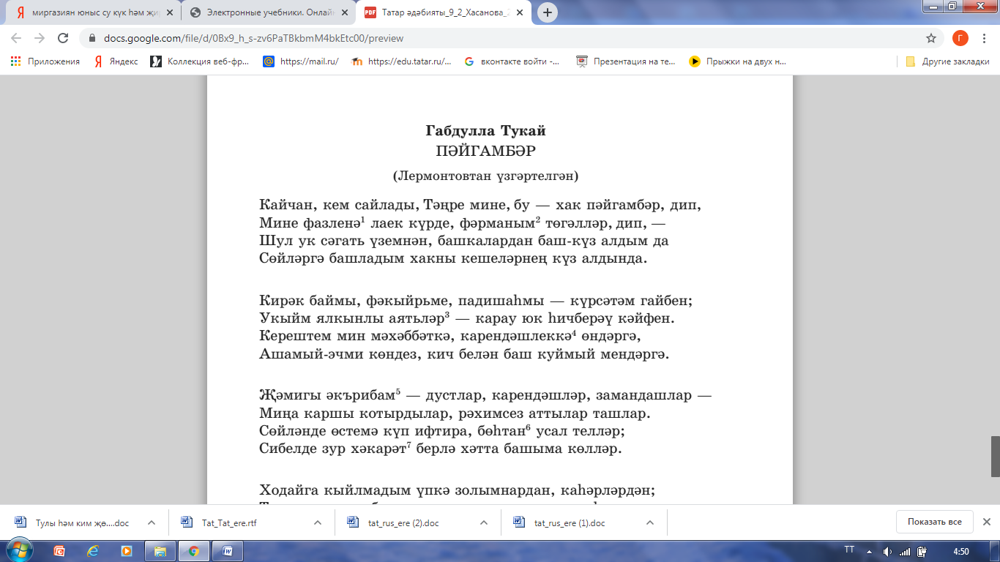 миргазиян юныс су күк һәм җир
Электронные учебники. Онлайн
Татар әдәбияты_9_2_Хасанова_2
docs.google.com/file/d/0Bx9_h_s-zv6PaTBkbmM4bkEtc00/preview
Г
Приложения
Яндекс
Коллекция веб-фр...
https://mail.ru/
https://edu.tatar.ru/...
вконтакте войти -...
Презентация на те...
Прыжки на двух н...
Другие закладки
Габдулла Тукай
ПӘЙГАМБӘР
(Лермонтовтан үзгәртелгән)
Кайчан, кем сайлады, Тәңре мине, бу — хак пәйгамбәр, дип,
Мине фазленә¹ лаек күрде, фәрманым² төгәлләр, дип, —
Шул ук сәгать үземнән, башкалардан баш-күз алдым да
Сөйләргә башладым хакны кешеләрнең күз алдында.
Кирәк баймы, фәкыйрьме, падишаһмы — күрсәтәм гайбен;
Укыйм ялкынлы аятьләр³ — карау юк һичберәү кәйфен.
Керештем мин мәхәббәткә, карендәшлеккә⁴ өндәргә,
Ашамый-эчми көндез, кич белән баш куймый мендәргә.
Җәмигы әкърибам⁵ — дустлар, карендәшләр, замандашлар —
Миңа каршы котырдылар, рәхимсез аттылар ташлар.
Сөйләнде өстемә күп ифтира, бөһтан⁶ усал телләр;
Сибелде зур хәкарәт⁷ берлә хәтта башыма көлләр.
Ходайга кыйлмадым үпкә золымнардан, каһәрләрдән;
Тулы һәм ким җө....doc
Tat_Tat_ere.rtf
tat_rus_ere (2).doc
tat_rus_ere (1).doc
Показать все
TT
4:50